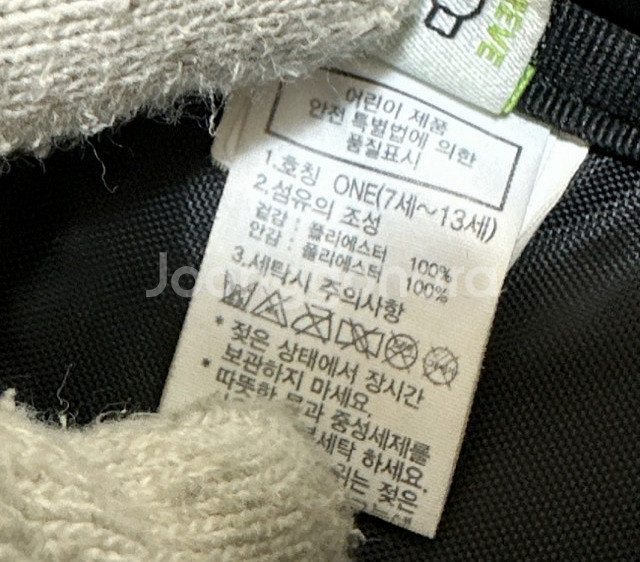 REVE
어린이 제품
안전 특별법에 의한
품질표시
1.호칭 ONE(7세~13세)
2.섬유의 조성
겉감 : 폴리에스터 100%
안감 : 폴리에스터 100%
3.세탁시 주의사항
* 젖은 상태에서 장시간
보관하지 마세요.
* 따뜻한 물과 중성세제를
세탁 하세요.
젖은